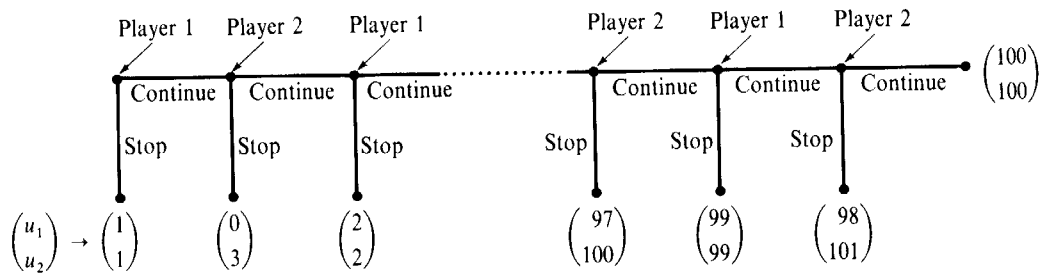 Player 1 Player 2 Player 1 Player 2 Player 1 Player 2
Continue Continue Continue Continue Continue Continue (100 100)
Stop Stop Stop Stop Stop Stop
(u₁ u₂) → (1 1) (0 3) (2 2) (97 100) (99 99) (98 101)